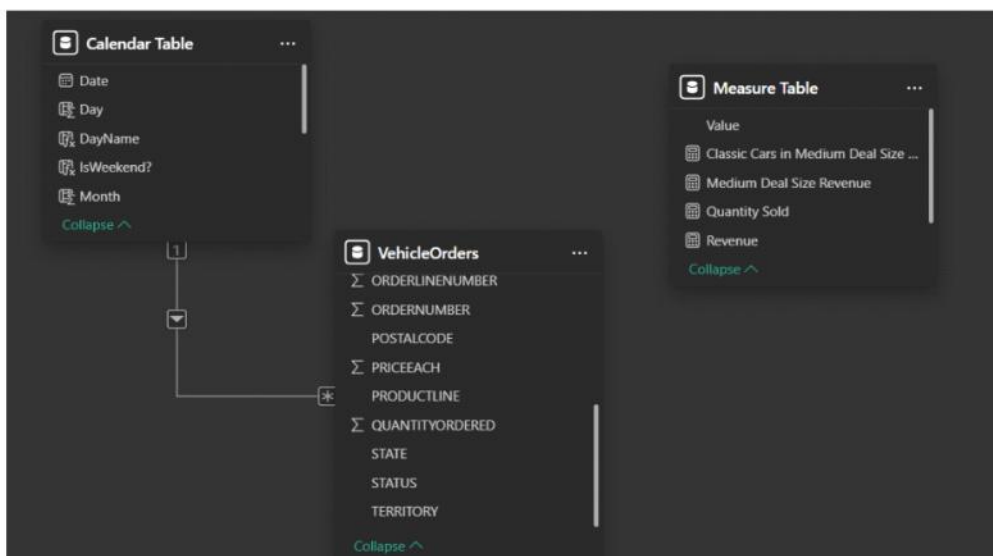 Calendar Table
Date
Day
DayName
IsWeekend?
Month
Collapse
1
*
VehicleOrders
ORDERLINENUMBER
ORDERNUMBER
POSTALCODE
PRICEEACH
PRODUCTLINE
QUANTITYORDERED
STATE
STATUS
TERRITORY
Collapse
Measure Table
Value
Classic Cars in Medium Deal Size ...
Medium Deal Size Revenue
Quantity Sold
Revenue
Collapse